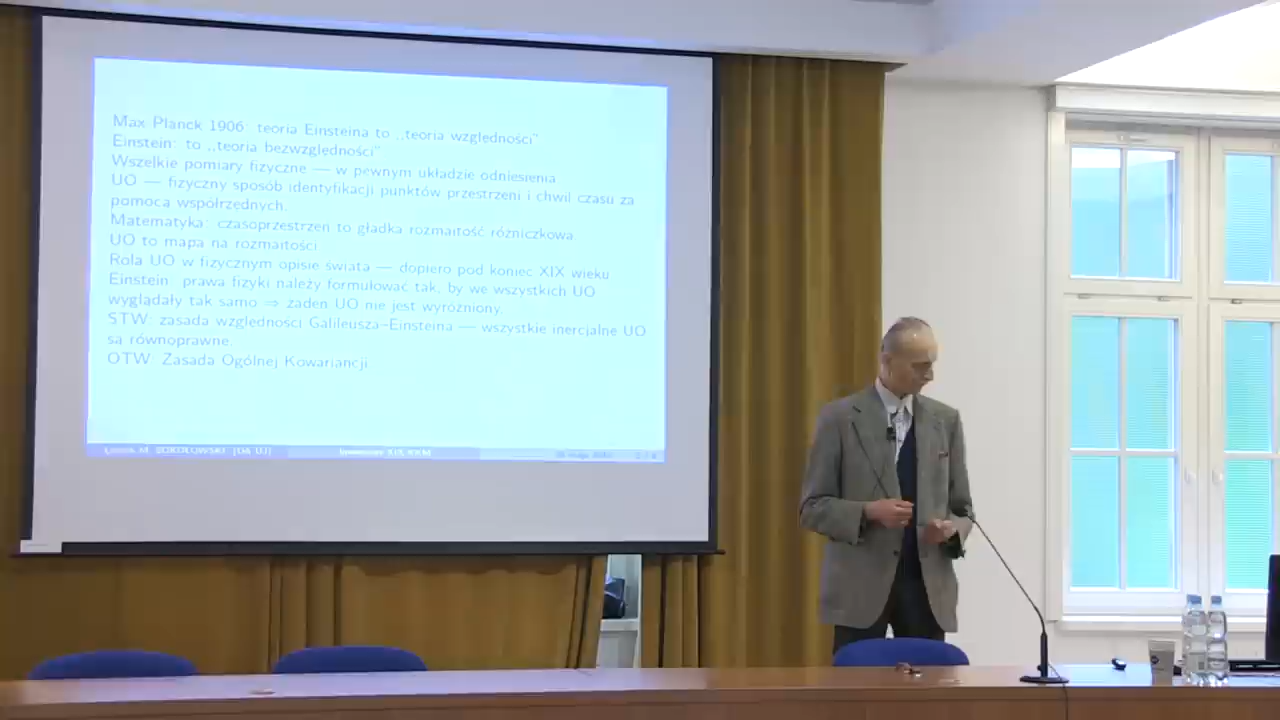 Max Planck 1906: teoria Einsteina to ,,teoria względności”
Einstein: to ,,teoria bezwzględności”
Wszelkie pomiary fizyczne — w pewnym układzie odniesienia
UO — fizyczny sposób identyfikacji punktów przestrzeni i chwil czasu za
pomocą współrzędnych.
Matematyka: czasoprzestrzeń to gładka rozmaitość różniczkowa.
UO to mapa na rozmaitości.
Rola UO w fizycznym opisie świata — dopiero pod koniec XIX wieku
Einstein: prawa fizyki należy formułować tak, by we wszystkich UO
wyglądały tak samo ⇒ żaden UO nie jest wyróżniony.
STW: zasada względności Galileusza–Einsteina — wszystkie inercjalne UO
są równoprawne.
OTW: Zasada Ogólnej Kowariancji
M. SOKOŁOWSKI (OA UJ)